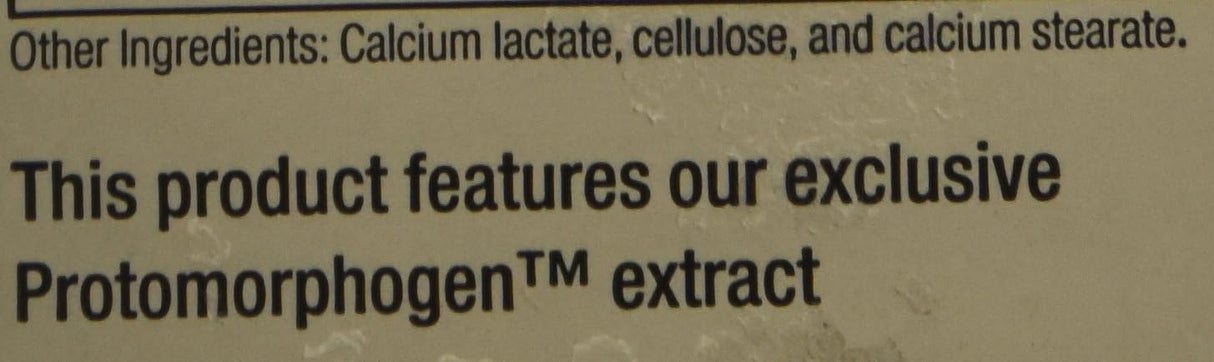 Other Ingredients: Calcium lactate, cellulose, and calcium stearate.
This product features our exclusive
Protomorphogen™ extract